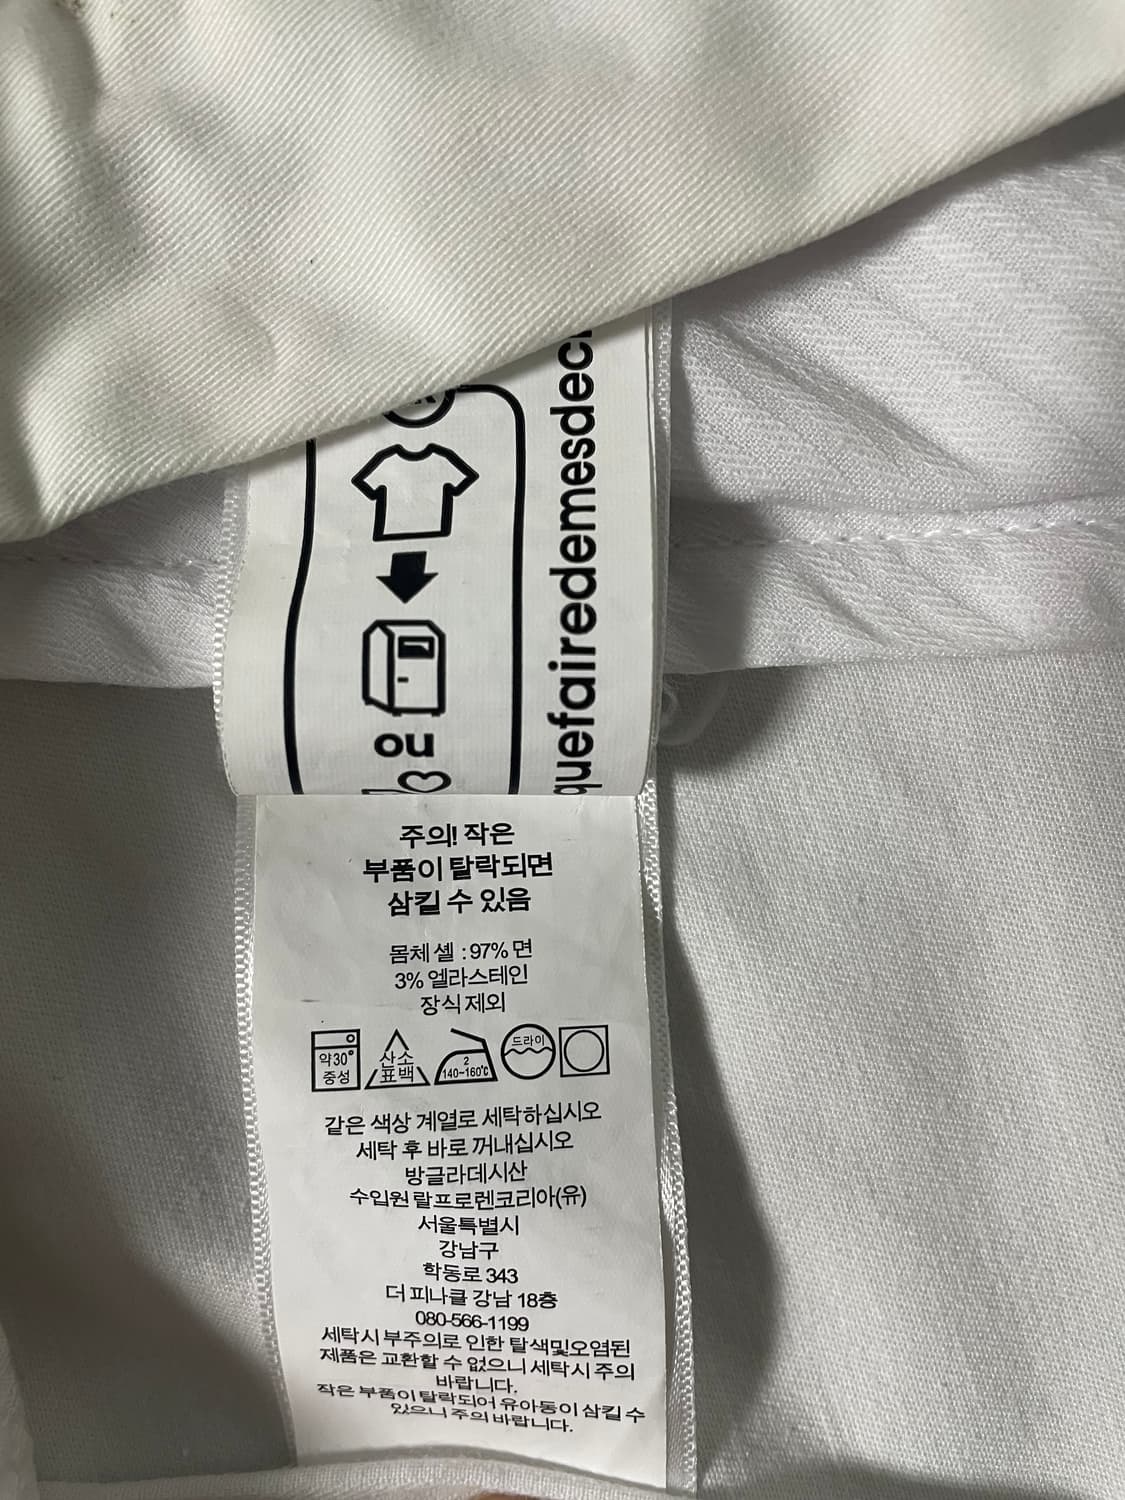 quefairedemesdec
ou
주의! 작은
부품이 탈락되면
삼킬 수 있음
몸체 셸 : 97% 면
3% 엘라스테인
장식 제외
약30°
중성
산소
표백
2
140~160℃
드라이
같은 색상 계열로 세탁하십시오
세탁 후 바로 꺼내십시오
방글라데시산
수입원 랄프로렌코리아(유)
서울특별시
강남구
학동로 343
더 피나클 강남 18층
080-566-1199
세탁시 부주의로 인한 탈색및오염된
제품은 교환할 수 없으니 세탁시 주의
바랍니다.
작은 부품이 탈락되어 유아동이 삼킬 수
있으니 주의 바랍니다.